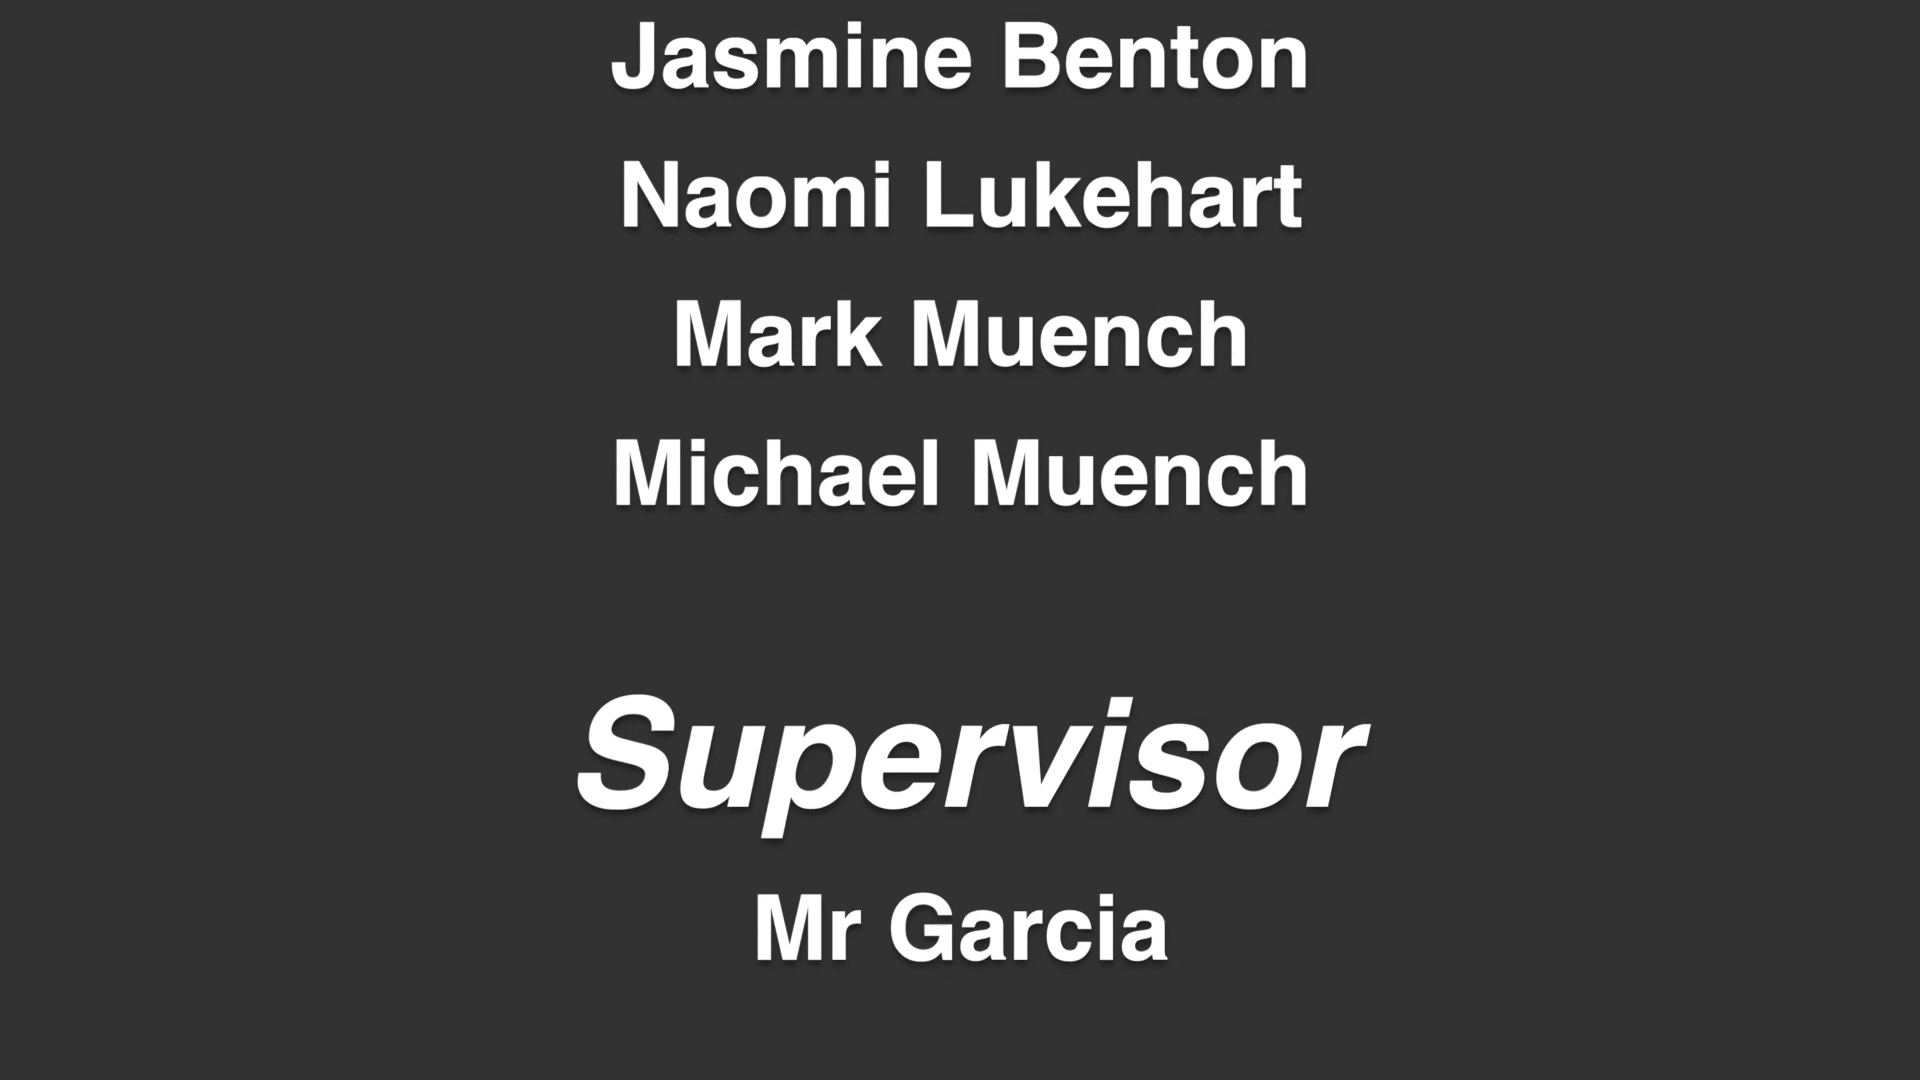 Jasmine Benton
Naomi Lukehart
Mark Muench
Michael Muench
Supervisor
Mr Garcia